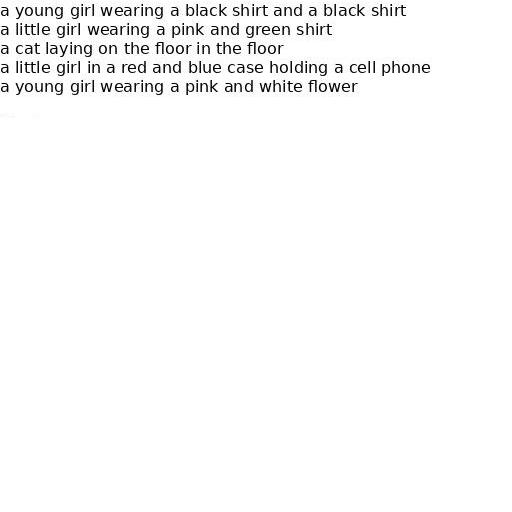 a young girl wearing a black shirt and a black shirt
a little girl wearing a pink and green shirt
a cat laying on the floor in the floor
a little girl in a red and blue case holding a cell phone
a young girl wearing a pink and white flower